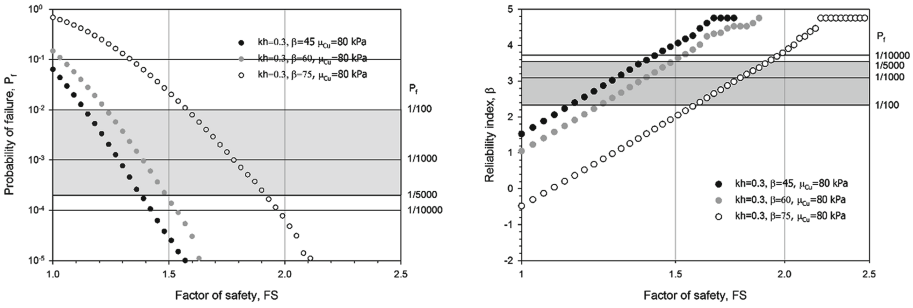 10⁰
10⁻¹
10⁻²
10⁻³
10⁻⁴
10⁻⁵
Probability of failure, Pf
kh=0.3, β=45 μCu=80 kPa
kh=0.3, β=60, μCu=80 kPa
kh=0.3, β=75, μCu=80 kPa
Pf
1/100
1/1000
1/5000
1/10000
1.0
1.5
2.0
2.5
Factor of safety, FS
5
4
3
2
1
0
-1
-2
Reliability index, β
Pf
1/10000
1/5000
1/1000
1/100
kh=0.3, β=45, μCu=80 kPa
kh=0.3, β=60, μCu=80 kPa
kh=0.3, β=75, μCu=80 kPa
1
1.5
2.0
2.5
Factor of safety, FS